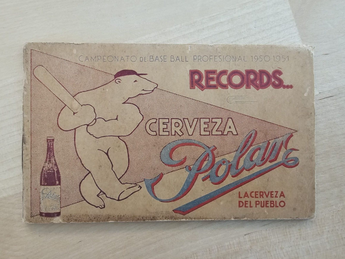 CAMPEONATO DE BASE BALL PROFESIONAL 1950-1951
RECORDS...
CERVEZA
Polar
LA CERVEZA
DEL PUEBLO